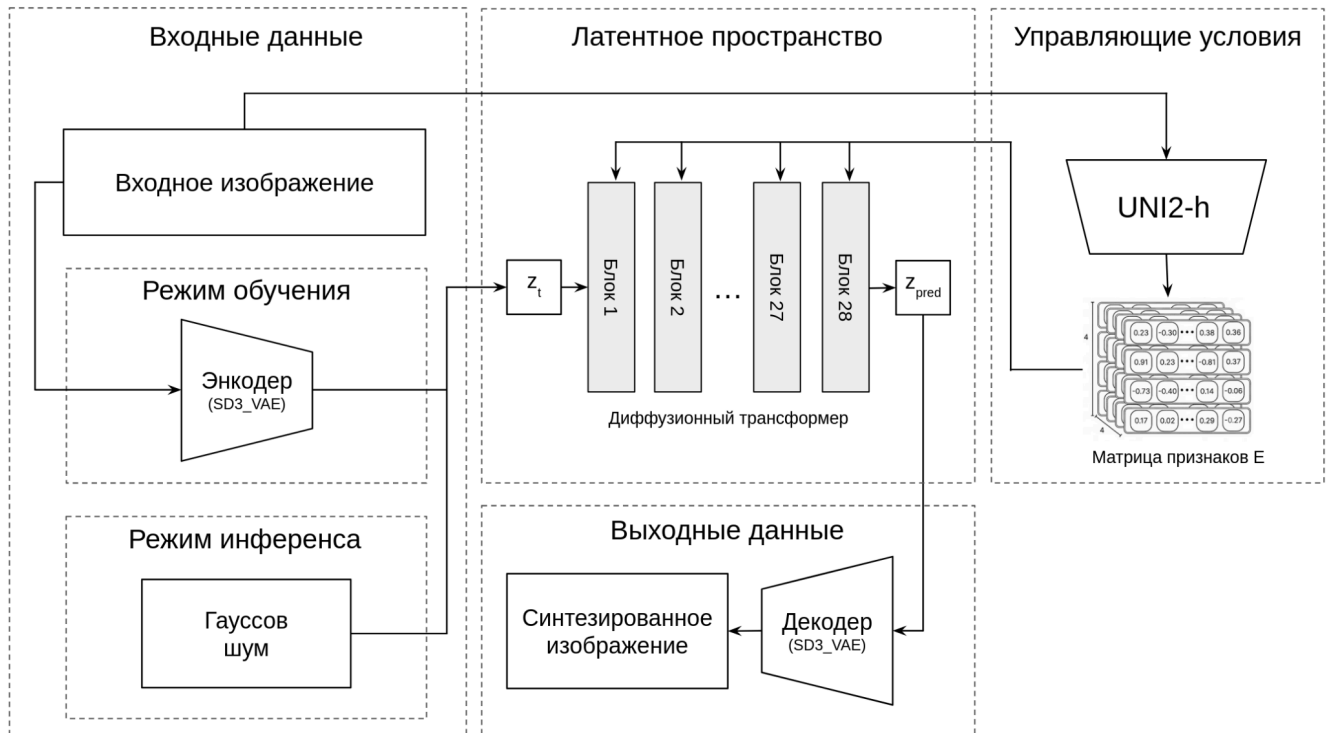 Входные данные
Входное изображение
Режим обучения
Энкодер
(SD3_VAE)
Режим инференса
Гауссов
шум
Латентное пространство
z_t
Блок 1
Блок 2
...
Блок 27
Блок 28
z_pred
Диффузионный трансформер
Выходные данные
Синтезированное
изображение
Декодер
(SD3_VAE)
Управляющие условия
UNI2-h
4
0.23 -0.30 ••• 0.38 0.36
0.91 0.23 ••• -0.81 0.37
-0.73 -0.40 ••• 0.14 -0.06
0.17 0.02 ••• 0.29 -0.27
4
Матрица признаков E